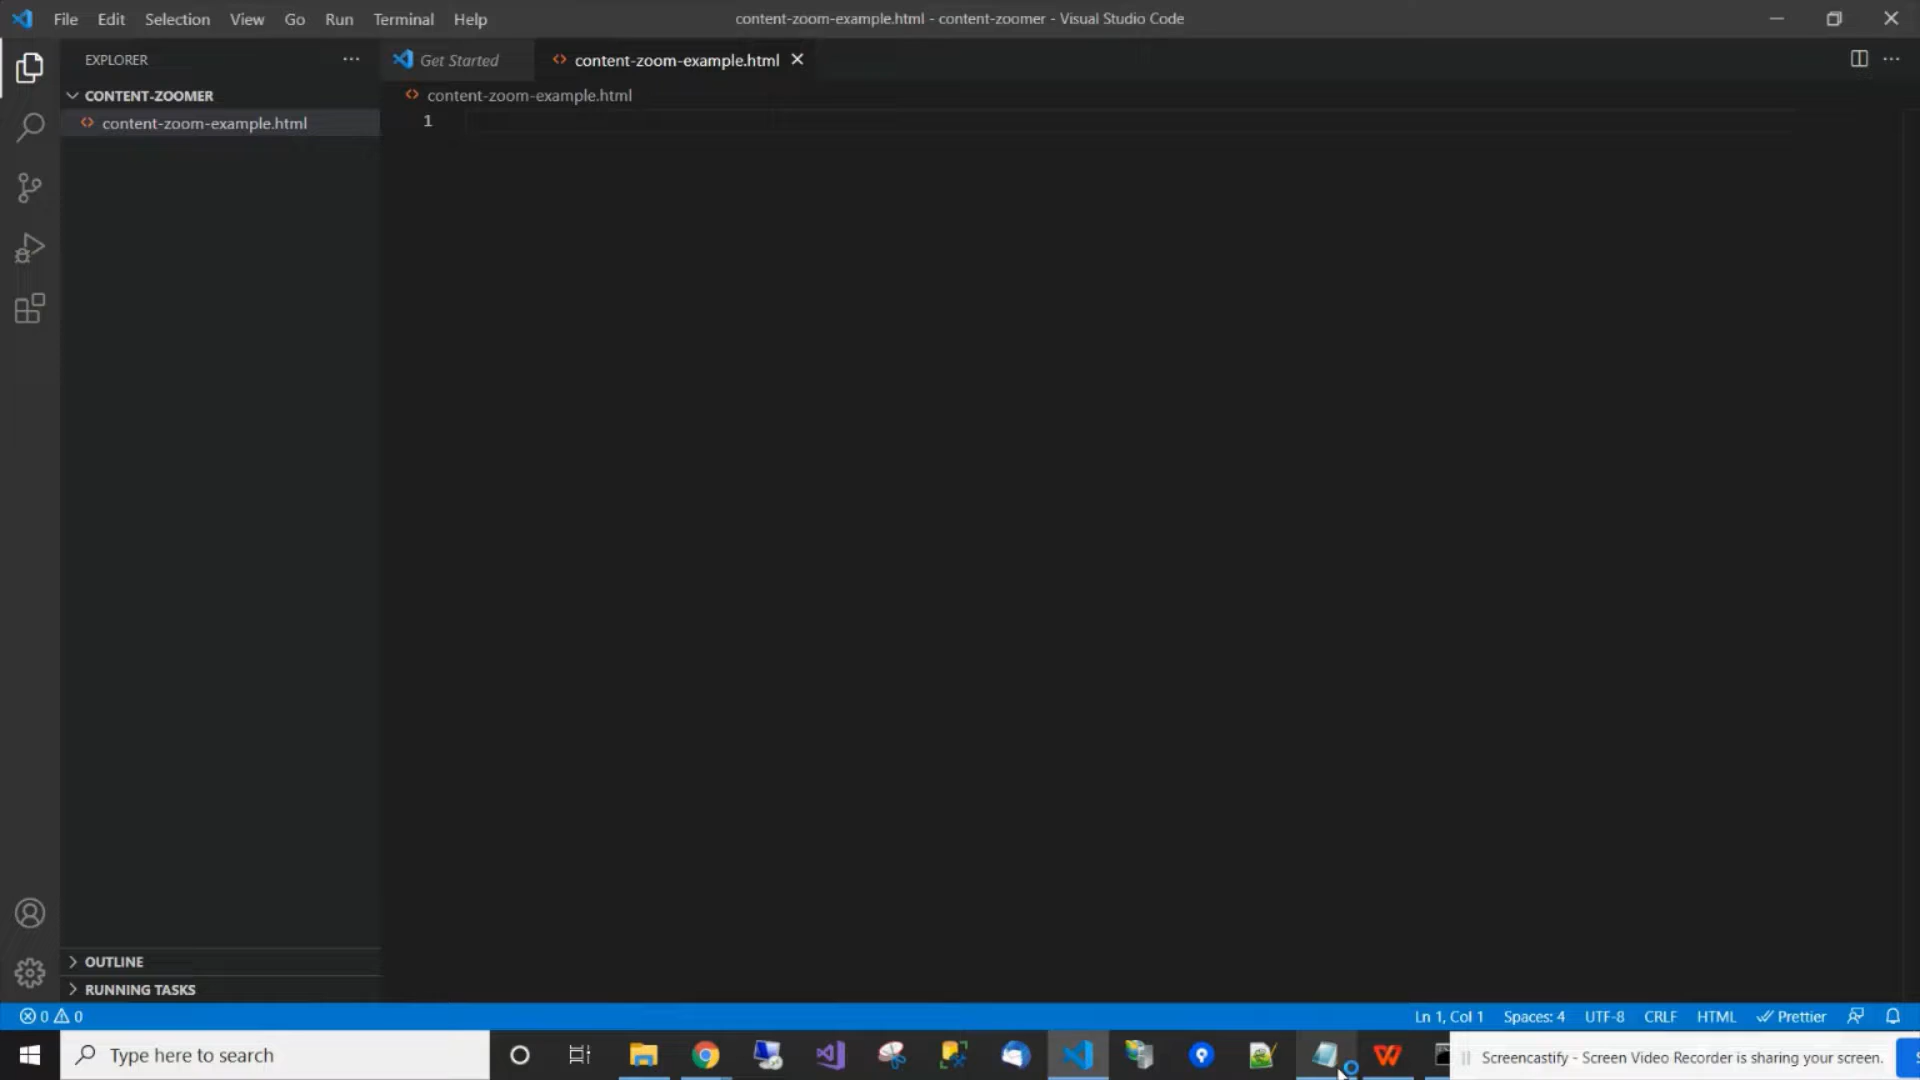 File Edit Selection View Go Run Terminal Help
content-zoom-example.html - content-zoomer - Visual Studio Code
EXPLORER
Get Started
content-zoom-example.html
CONTENT-ZOOMER
content-zoom-example.html
content-zoom-example.html
1
OUTLINE
RUNNING TASKS
0 0
Ln 1, Col 1 Spaces: 4 UTF-8 CRLF HTML Prettier
Type here to search
Screencastify - Screen Video Recorder is sharing your screen.